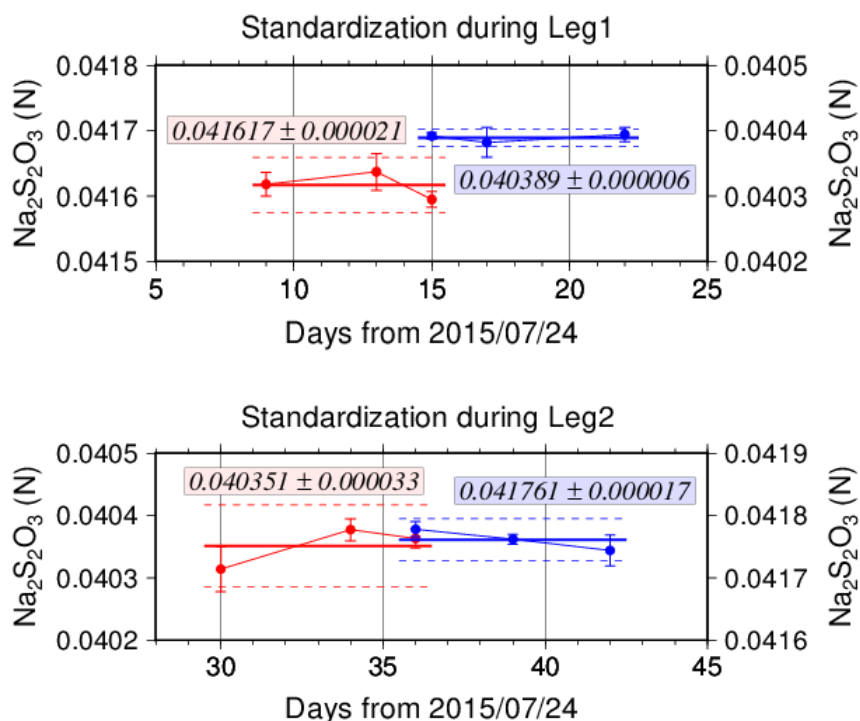 Standardization during Leg1
0.0418 0.0405
0.0417 0.0404
0.0416 0.0403
0.0415 0.0402
Na₂S₂O₃ (N)
Na₂S₂O₃ (N)
0.041617 ± 0.000021
0.040389 ± 0.000006
5 10 15 20 25
Days from 2015/07/24
Standardization during Leg2
0.0405 0.0419
0.0404 0.0418
0.0403 0.0417
0.0402 0.0416
Na₂S₂O₃ (N)
Na₂S₂O₃ (N)
0.040351 ± 0.000033
0.041761 ± 0.000017
30 35 40 45
Days from 2015/07/24